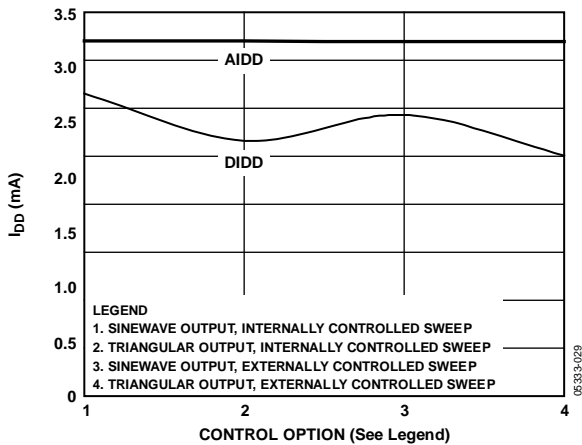 3.5
3.0
2.5
2.0
1.5
1.0
0.5
0
IDD (mA)
AIDD
DIDD
LEGEND
1. SINEWAVE OUTPUT, INTERNALLY CONTROLLED SWEEP
2. TRIANGULAR OUTPUT, INTERNALLY CONTROLLED SWEEP
3. SINEWAVE OUTPUT, EXTERNALLY CONTROLLED SWEEP
4. TRIANGULAR OUTPUT, EXTERNALLY CONTROLLED SWEEP
1 2 3 4
CONTROL OPTION (See Legend)
05333-029